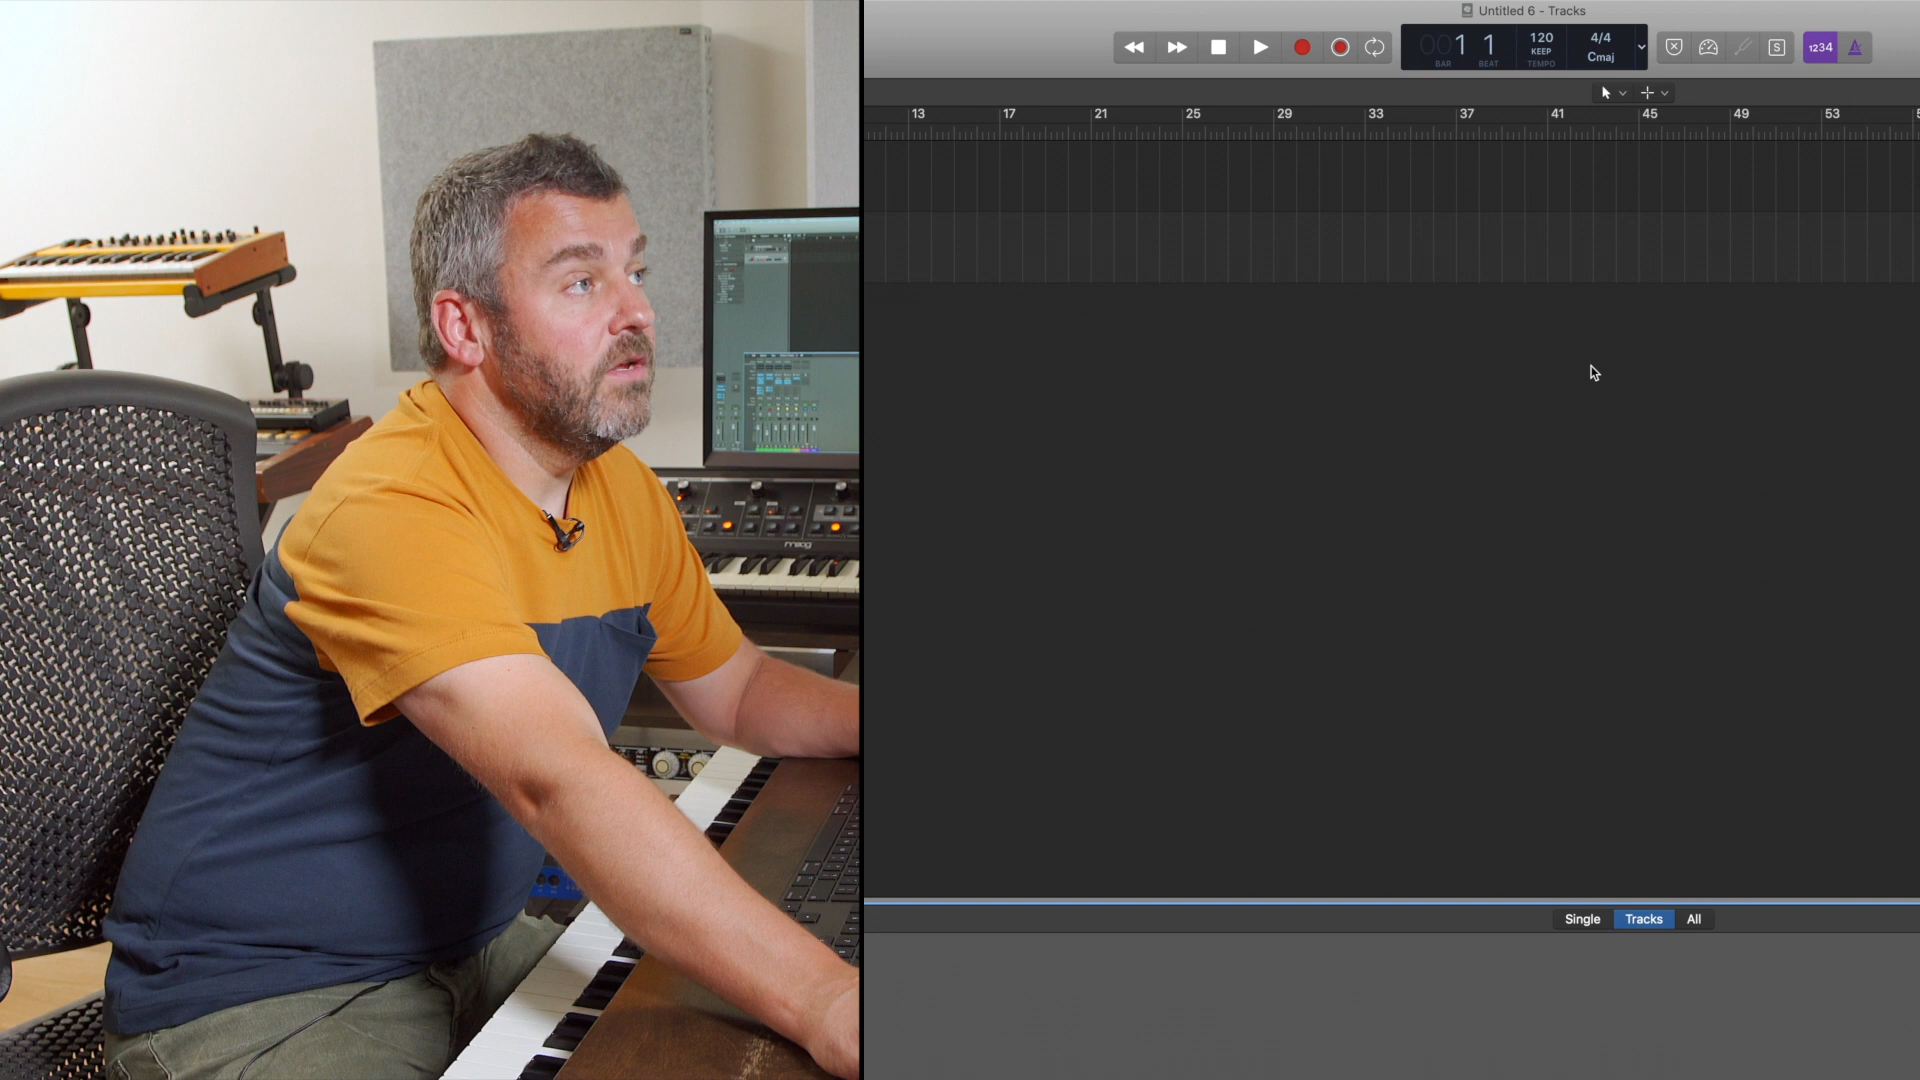 Untitled 6 - Tracks
001 1 120 4/4
KEEP Cmaj
BAR BEAT TEMPO
S 1234
13 17 21 25 29 33 37 41 45 49 53
moog
Single Tracks All